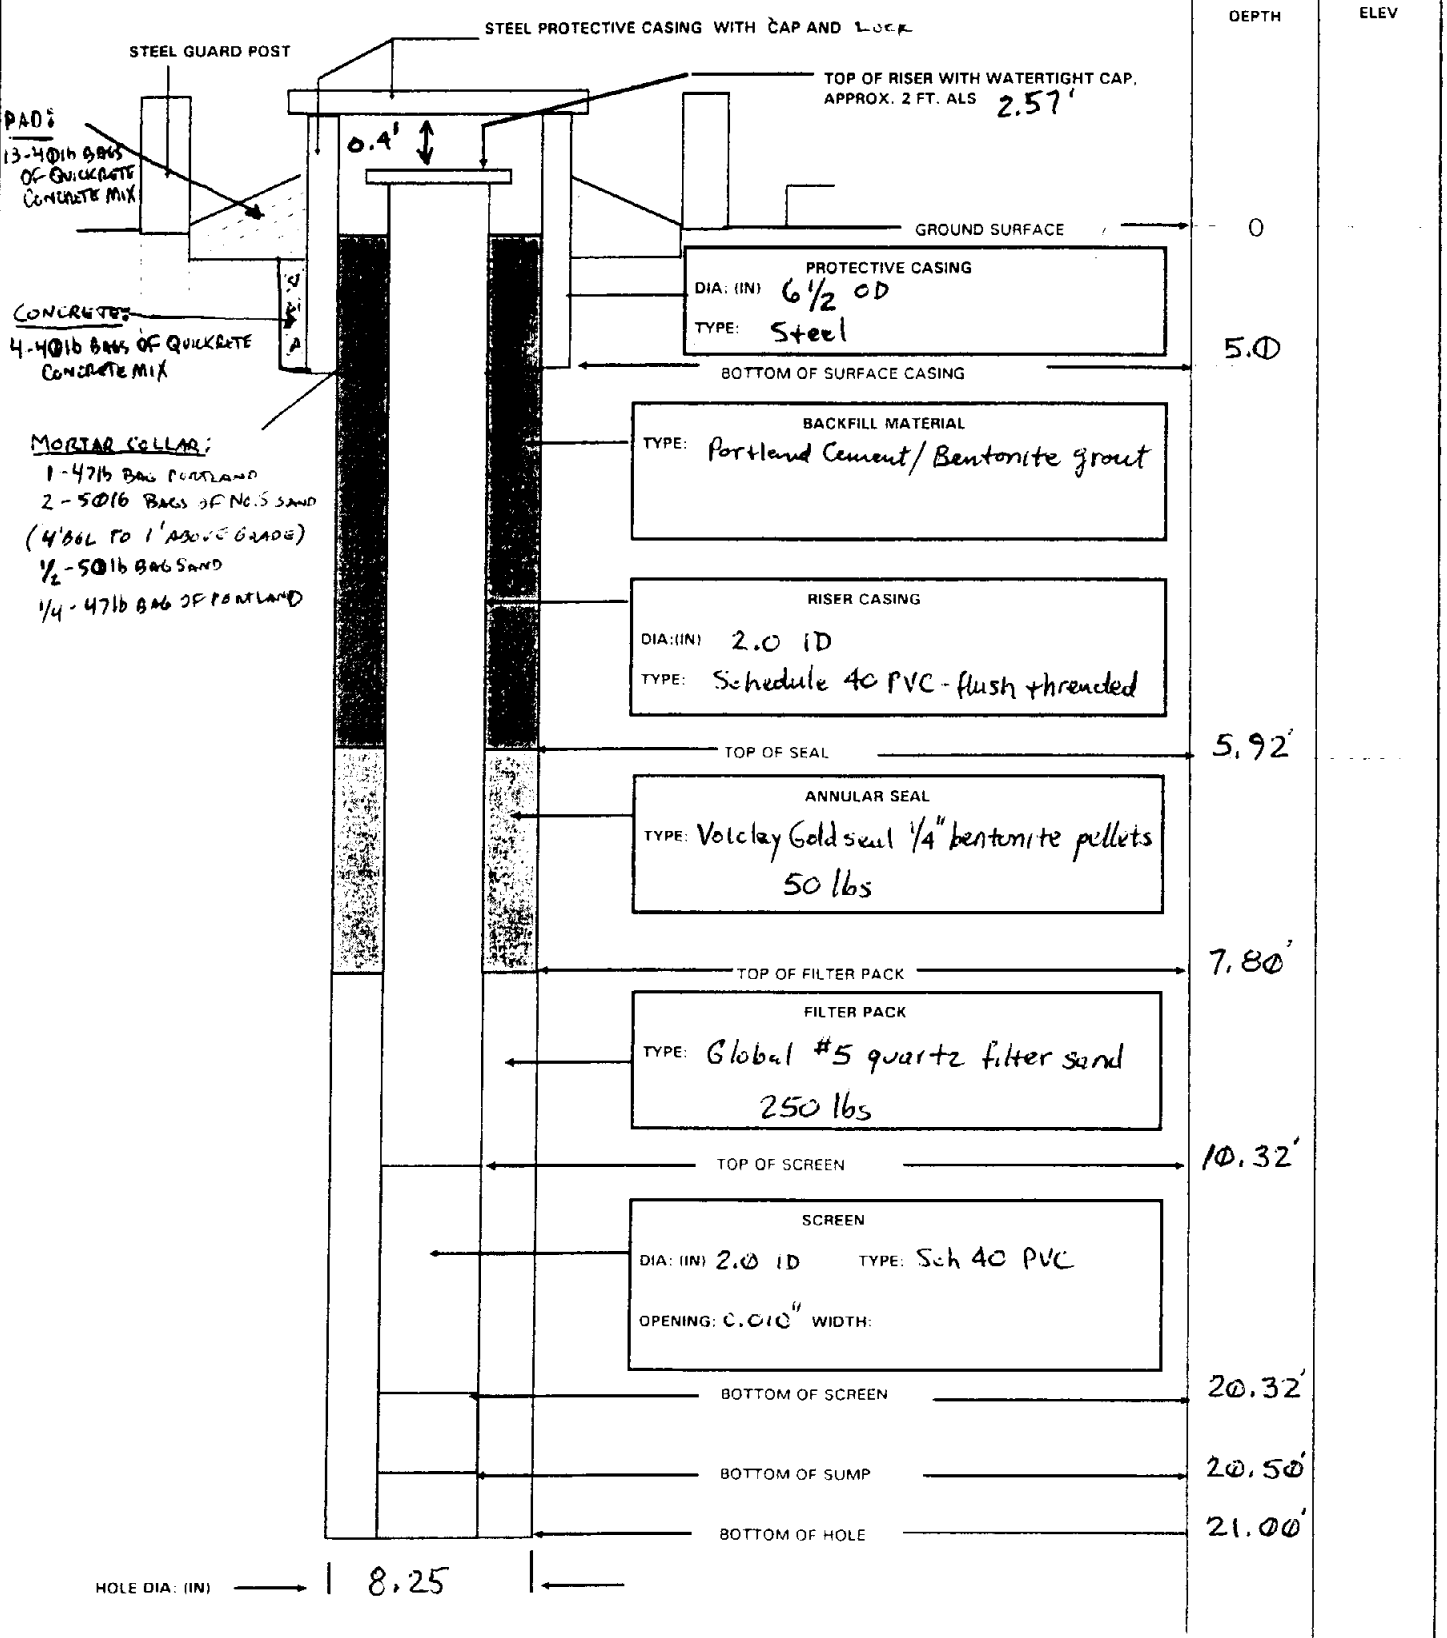 DEPTH ELEV
STEEL PROTECTIVE CASING WITH CAP AND LOCK
STEEL GUARD POST
TOP OF RISER WITH WATERTIGHT CAP,
APPROX. 2 FT. ALS 2.57'
PAD:
13-40lb BAGS
OF QUICKRETE
CONCRETE MIX
0.4'
GROUND SURFACE 0
PROTECTIVE CASING
DIA: (IN) 6 1/2 OD
TYPE: Steel
CONCRETE:
4-40lb BAGS OF QUICKRETE
CONCRETE MIX
5.0
BOTTOM OF SURFACE CASING
BACKFILL MATERIAL
TYPE: Portland Cement/Bentonite grout
MORTAR COLLAR:
1-47lb BAG PORTLAND
2-50lb BAGS OF NO.5 SAND
(4'BGL TO 1' ABOVE GRADE)
1/2-50lb BAG SAND
1/4-47lb BAG OF PORTLAND
RISER CASING
DIA:(IN) 2.0 ID
TYPE: Schedule 40 PVC-flush threaded
TOP OF SEAL 5.92'
ANNULAR SEAL
TYPE: Volclay Gold seal 1/4" bentonite pellets
50 lbs
TOP OF FILTER PACK 7.80'
FILTER PACK
TYPE: Global #5 quartz filter sand
250 lbs
TOP OF SCREEN 10.32'
SCREEN
DIA: (IN) 2.0 ID TYPE: Sch 40 PVC
OPENING: 0.010" WIDTH:
BOTTOM OF SCREEN 20.32'
BOTTOM OF SUMP 20.50'
BOTTOM OF HOLE 21.00'
HOLE DIA: (IN) 8.25